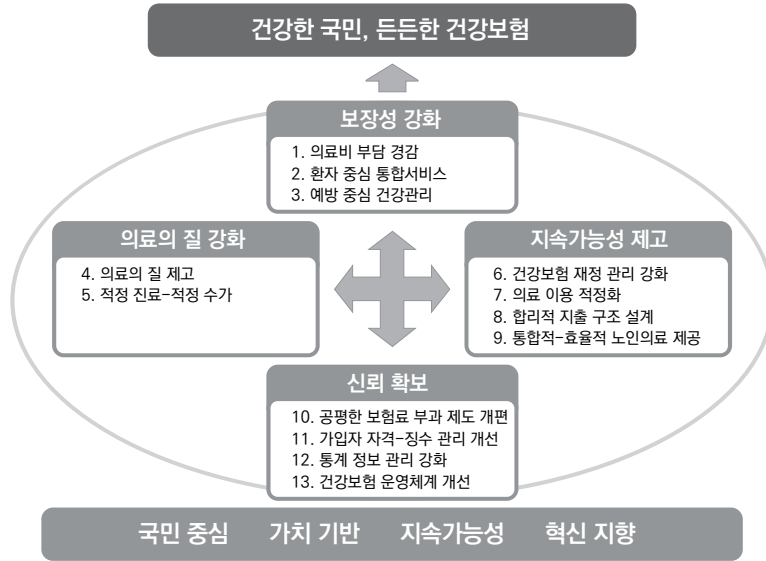 건강한 국민, 든든한 건강보험
보장성 강화
1. 의료비 부담 경감
2. 환자 중심 통합서비스
3. 예방 중심 건강관리
의료의 질 강화
4. 의료의 질 제고
5. 적정 진료-적정 수가
지속가능성 제고
6. 건강보험 재정 관리 강화
7. 의료 이용 적정화
8. 합리적 지출 구조 설계
9. 통합적-효율적 노인의료 제공
신뢰 확보
10. 공평한 보험료 부과 제도 개편
11. 가입자 자격-징수 관리 개선
12. 통계 정보 관리 강화
13. 건강보험 운영체계 개선
국민 중심 가치 기반 지속가능성 혁신 지향